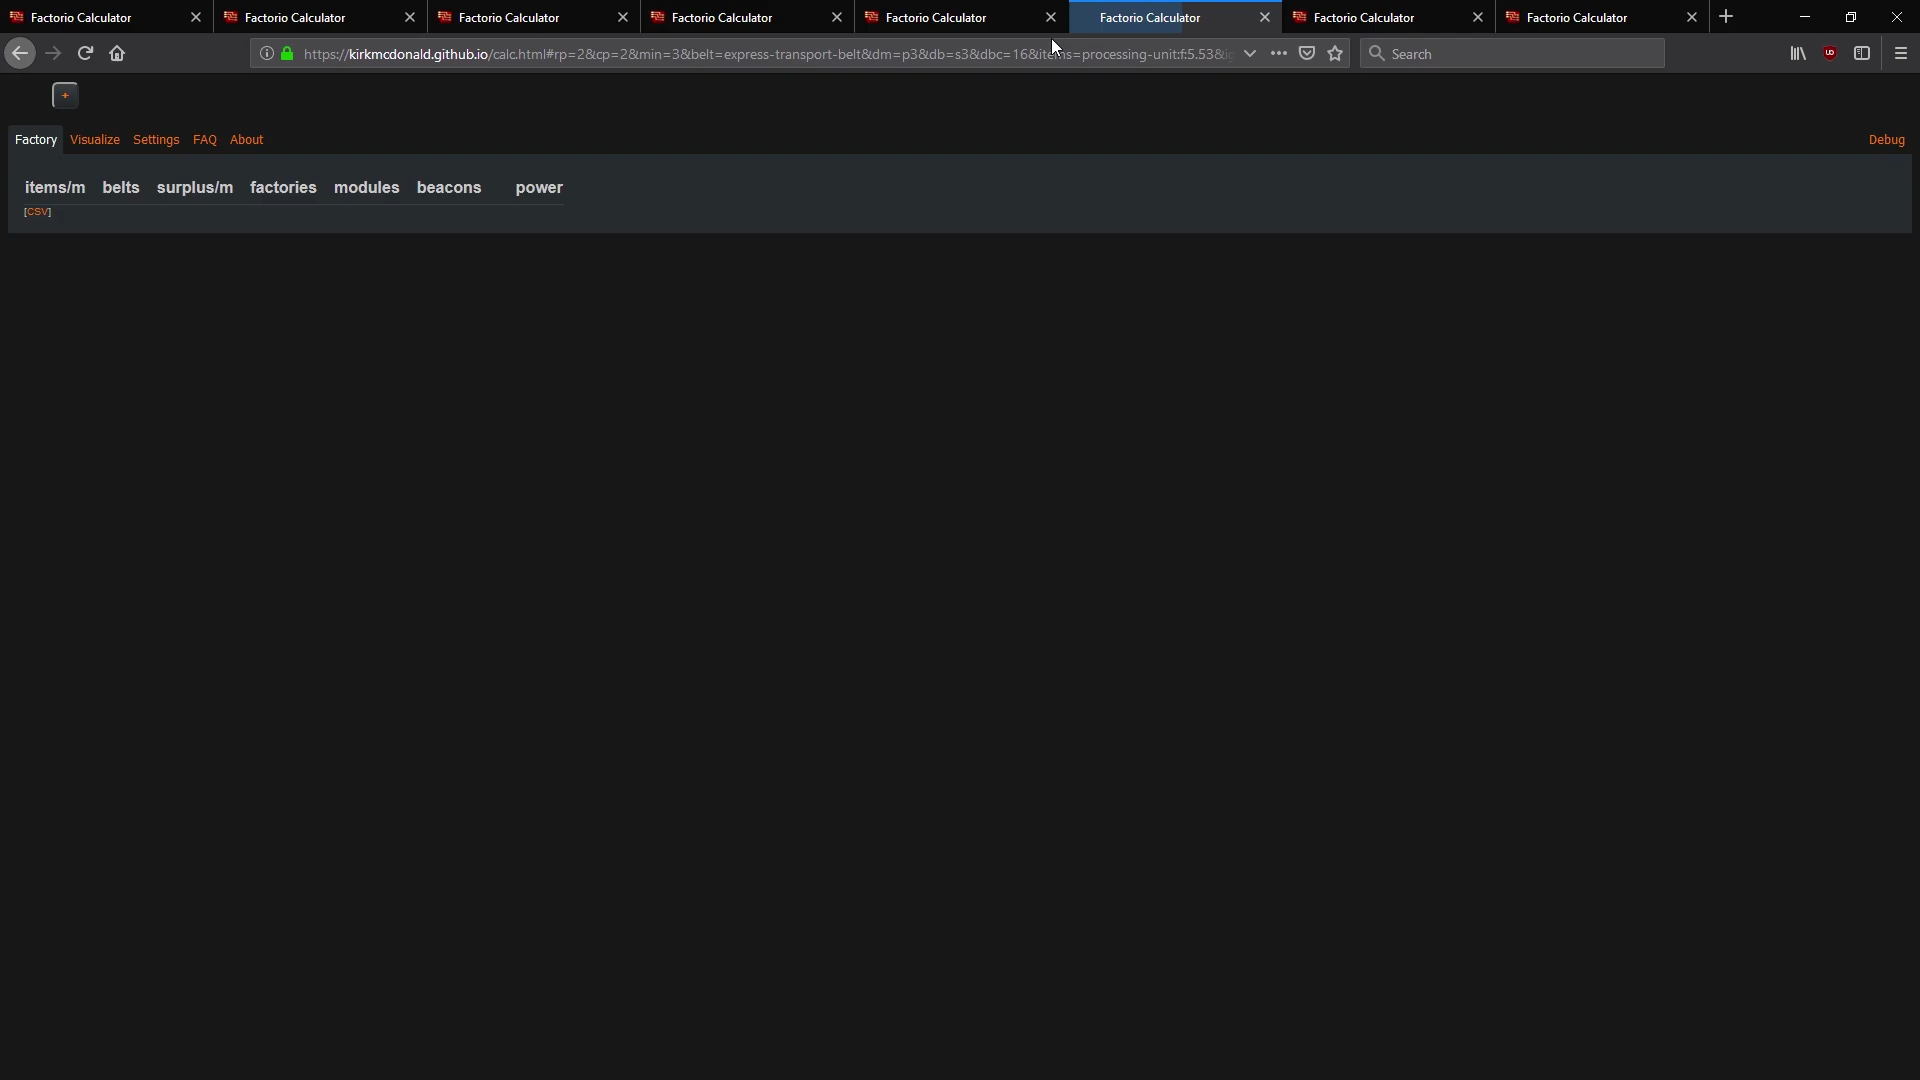 Factorio Calculator Factorio Calculator Factorio Calculator Factorio Calculator Factorio Calculator Factorio Calculator Factorio Calculator Factorio Calculator
https://kirkmcdonald.github.io/calc.html#rp=2&cp=2&min=3&belt=express-transport-belt&dm=p3&db=s3&dbc=16&items=processing-unit:f:5.53& Search
+
Factory Visualize Settings FAQ About Debug
items/m belts surplus/m factories modules beacons power
[CSV]